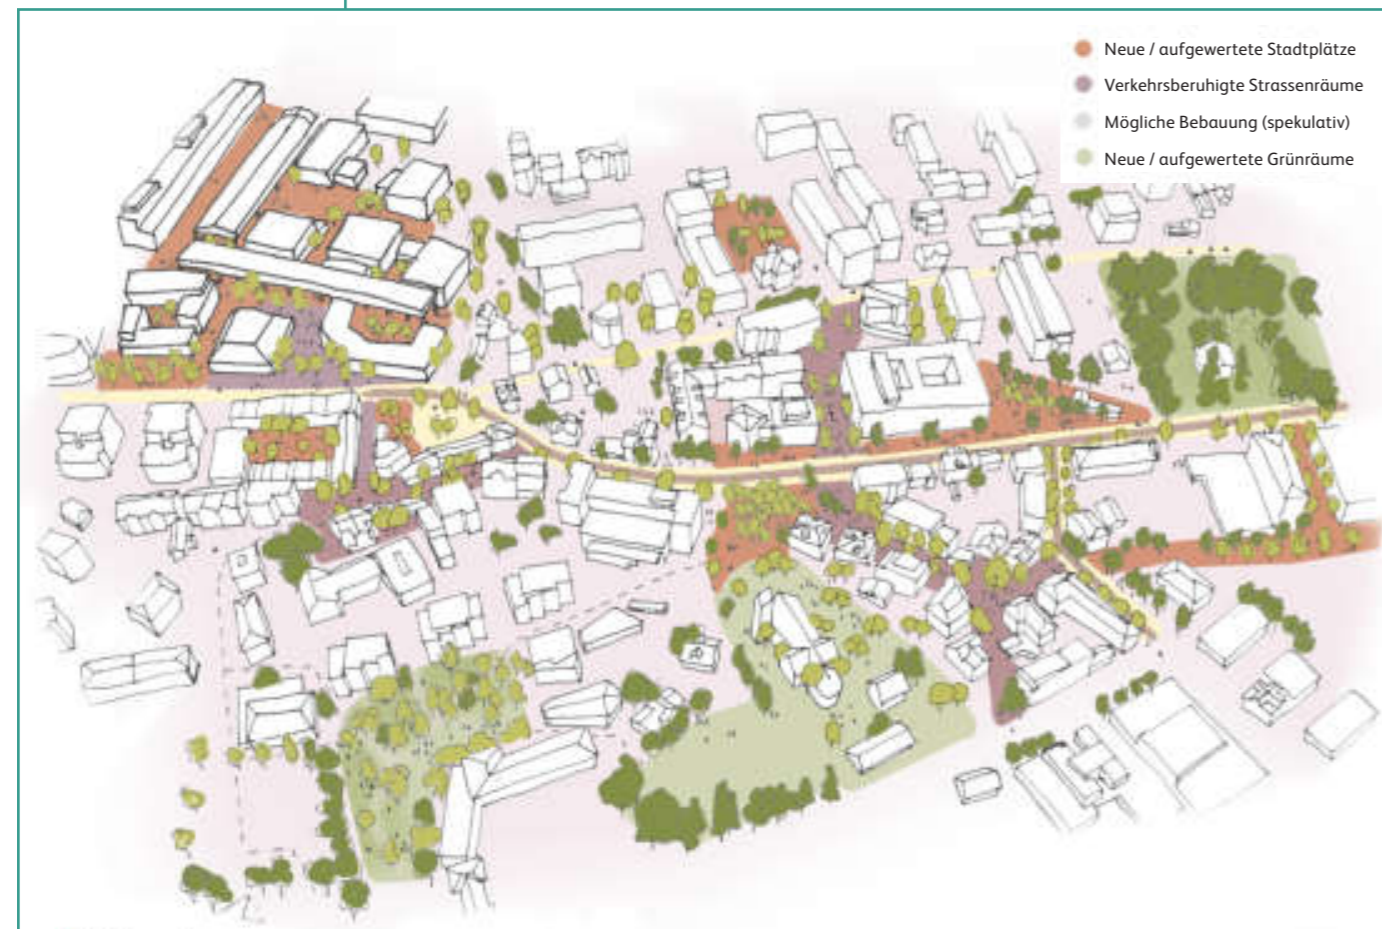 Neue / aufgewertete Stadtplätze
Verkehrsberuhigte Strassenräume
Mögliche Bebauung (spekulativ)
Neue / aufgewertete Grünräume